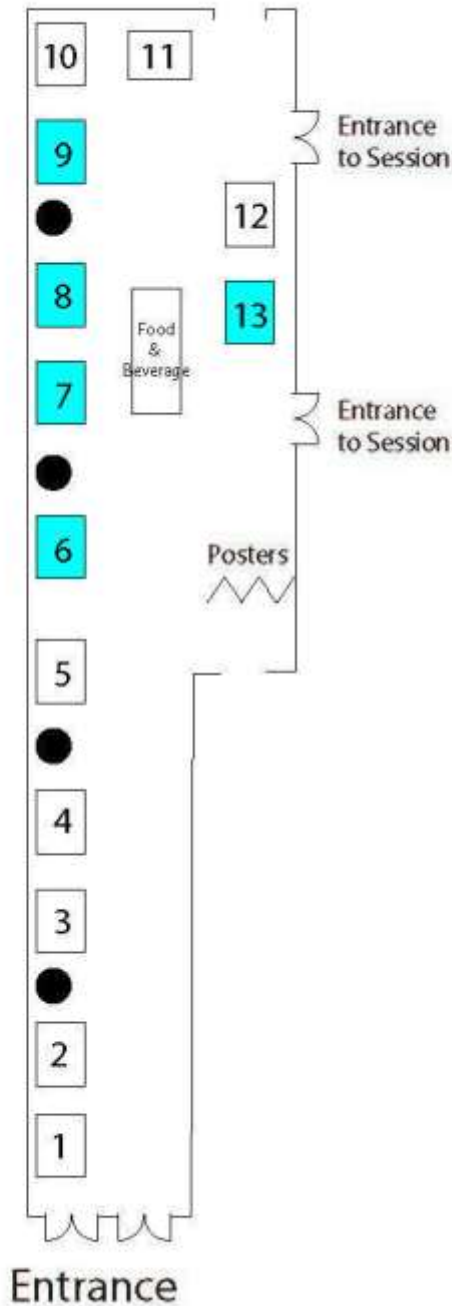 10
11
9
Entrance
to Session
12
8
13
Food
&
Beverage
7
Entrance
to Session
6
Posters
5
4
3
2
1
Entrance